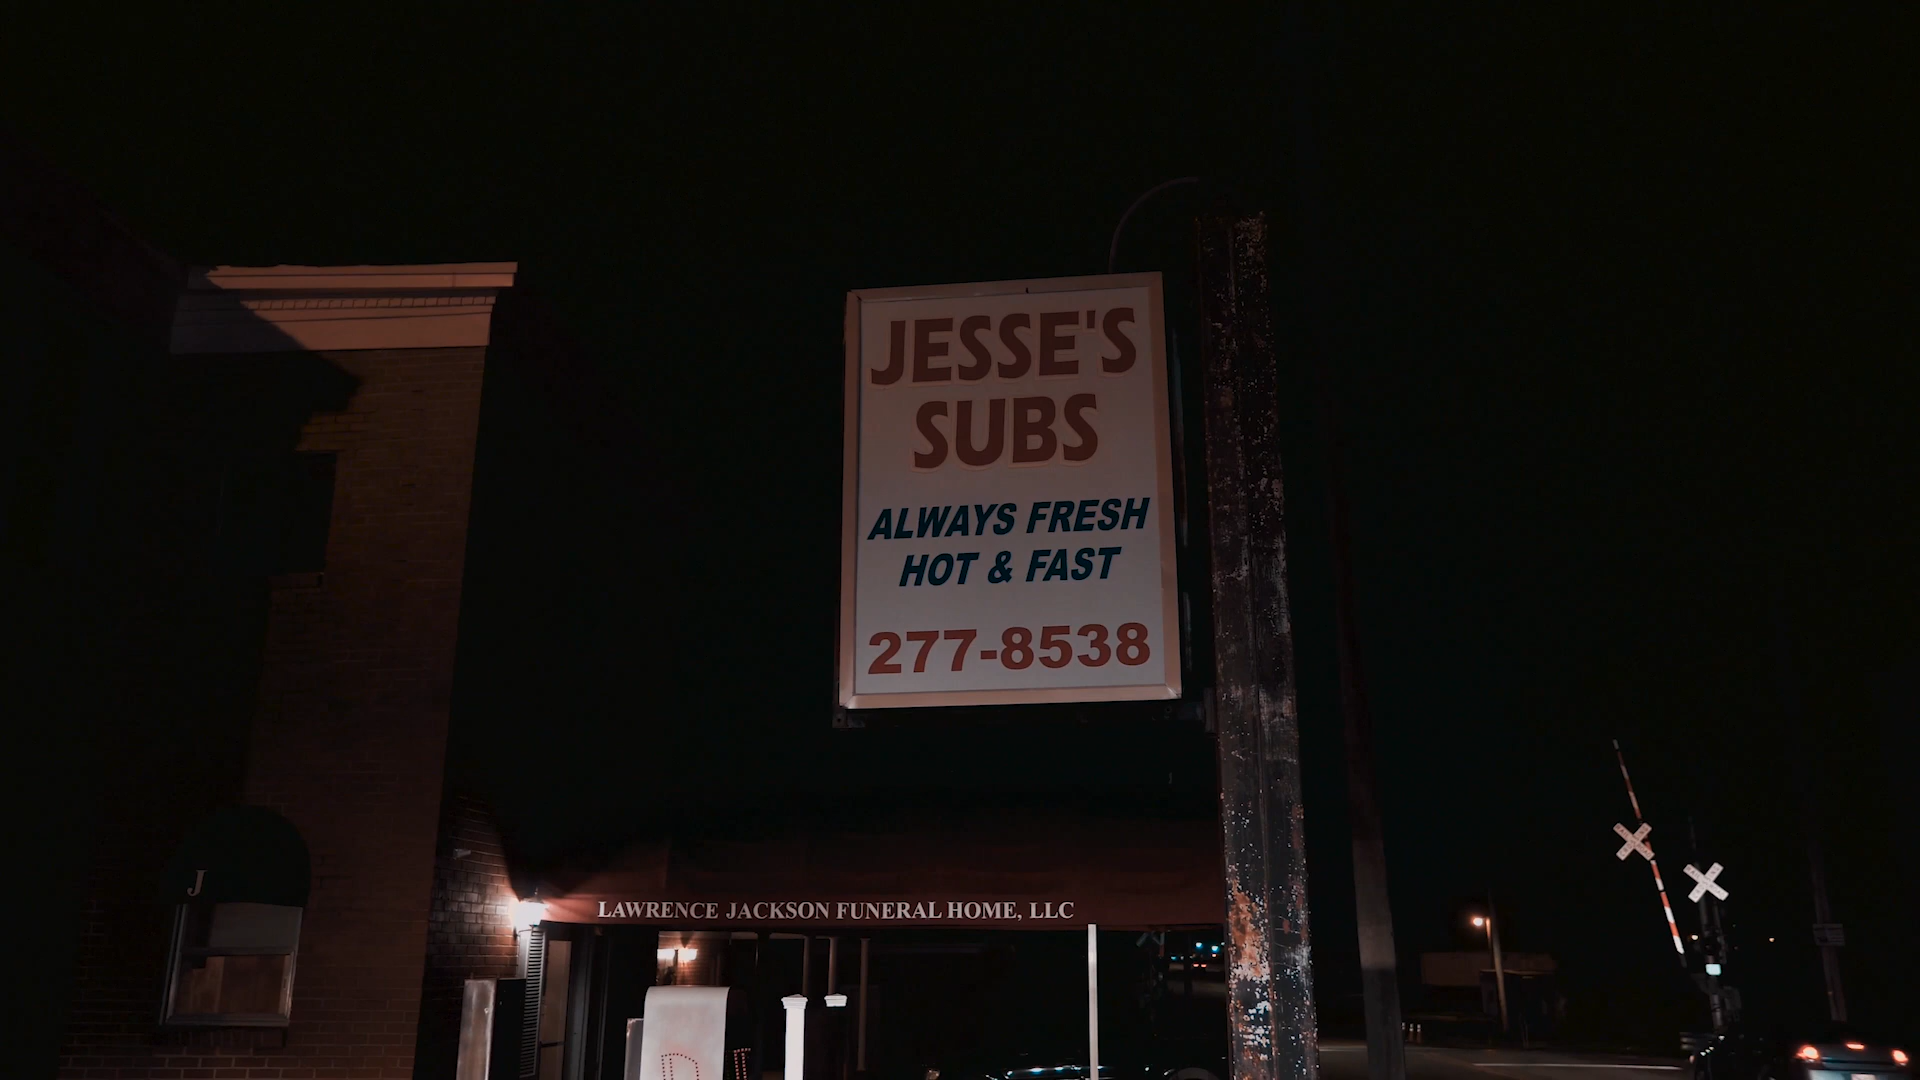 JESSE'S
SUBS
ALWAYS FRESH
HOT & FAST
277-8538
J
LAWRENCE JACKSON FUNERAL HOME, LLC